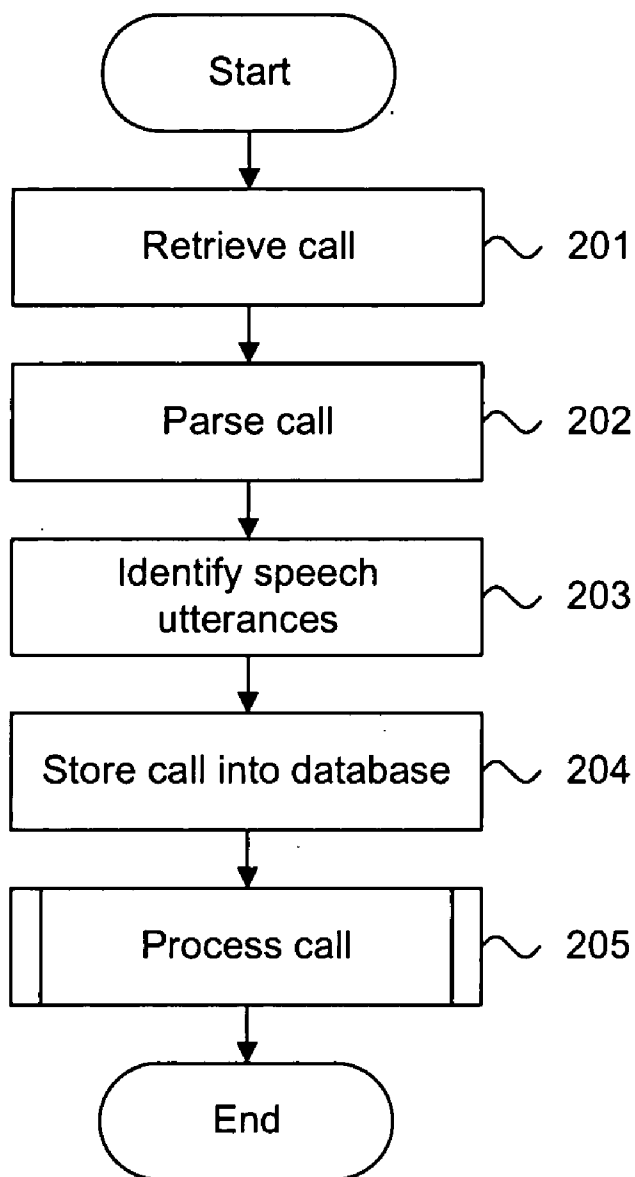 Start
Retrieve call 201
Parse call 202
Identify speech
utterances 203
Store call into database 204
Process call 205
End